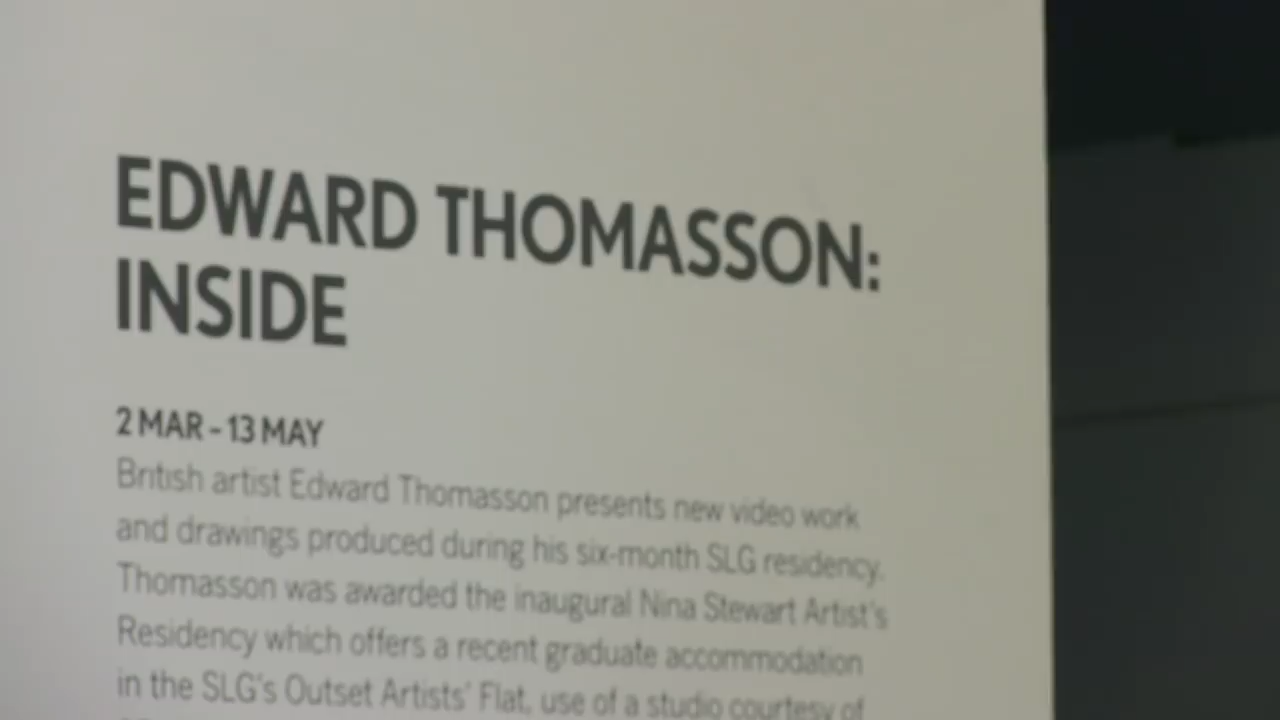 EDWARD THOMASSON:
INSIDE
2 MAR - 13 MAY
British artist Edward Thomasson presents new video work
and drawings produced during his six-month SLG residency.
Thomasson was awarded the inaugural Nina Stewart Artist's
Residency which offers a recent graduate accommodation
in the SLG's Outset Artists' Flat, use of a studio courtesy of